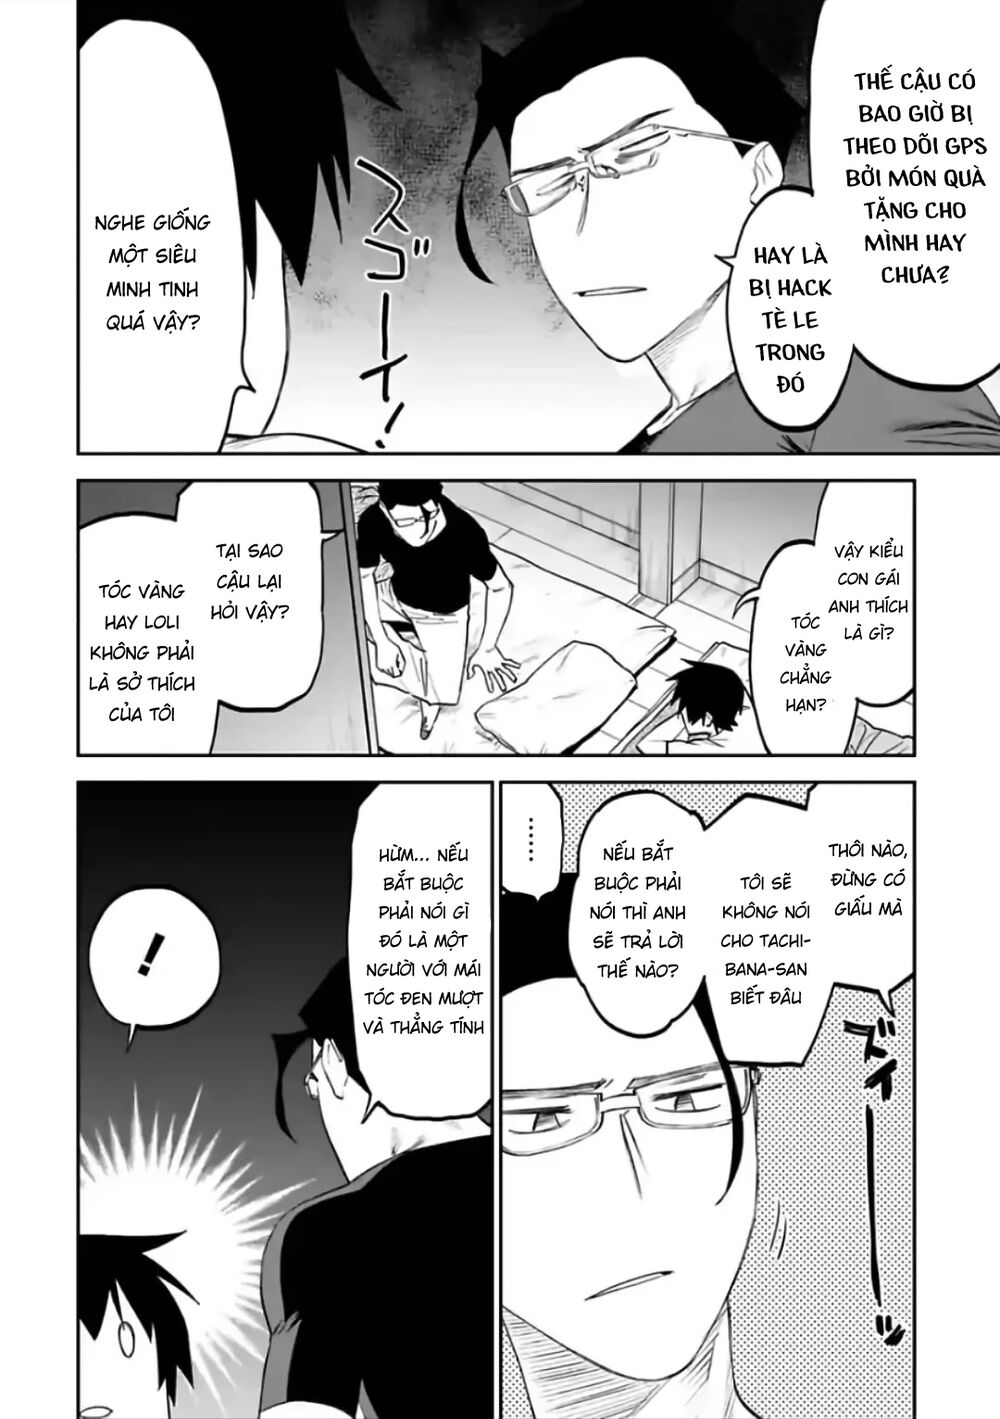 THẾ CẬU CÓ
BAO GIỜ BỊ
THEO DÕI GPS
BỞI MÓN QUÀ
TẶNG CHO
MÌNH HAY
CHƯA?
HAY LÀ
BỊ HACK
TÈ LE
TRONG
ĐÓ
スゴーイ!
NGHE GIỐNG
MỘT SIÊU
MINH TINH
QUÁ VẬY?
VẬY KIỂU
CON GÁI
ANH THÍCH
LÀ GÌ?
TÓC
VÀNG
CHẲNG
HẠN?
TẠI SAO
CẬU LẠI
HỎI VẬY?
TÓC VÀNG
HAY LOLI
KHÔNG PHẢI
LÀ SỞ THÍCH
CỦA TÔI
THÔI NÀO,
ĐỪNG CÓ
GIẤU MÀ
TÔI SẼ
KHÔNG NÓI
CHO TACHI-
BANA-SAN
BIẾT ĐÂU
NẾU BẮT
BUỘC PHẢI
NÓI THÌ ANH
SẼ TRẢ LỜI
THẾ NÀO?
........
HỪM... NẾU
BẮT BUỘC
PHẢI NÓI GÌ
ĐÓ LÀ MỘT
NGƯỜI VỚI MÁI
TÓC ĐEN MƯỢT
VÀ THẲNG TÍNH
!